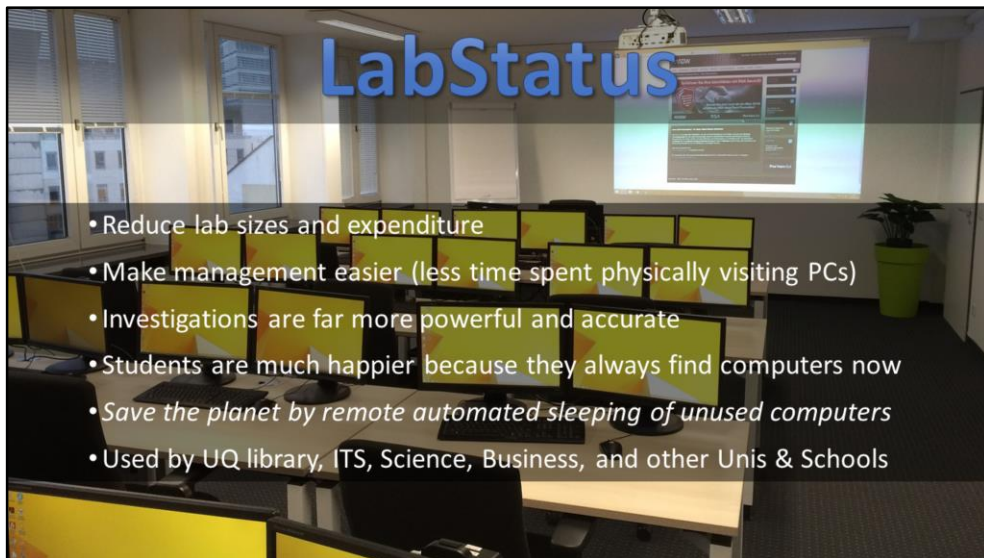 LabStatus
• Reduce lab sizes and expenditure
• Make management easier (less time spent physically visiting PCs)
• Investigations are far more powerful and accurate
• Students are much happier because they always find computers now
• Save the planet by remote automated sleeping of unused computers
• Used by UQ library, ITS, Science, Business, and other Unis & Schools